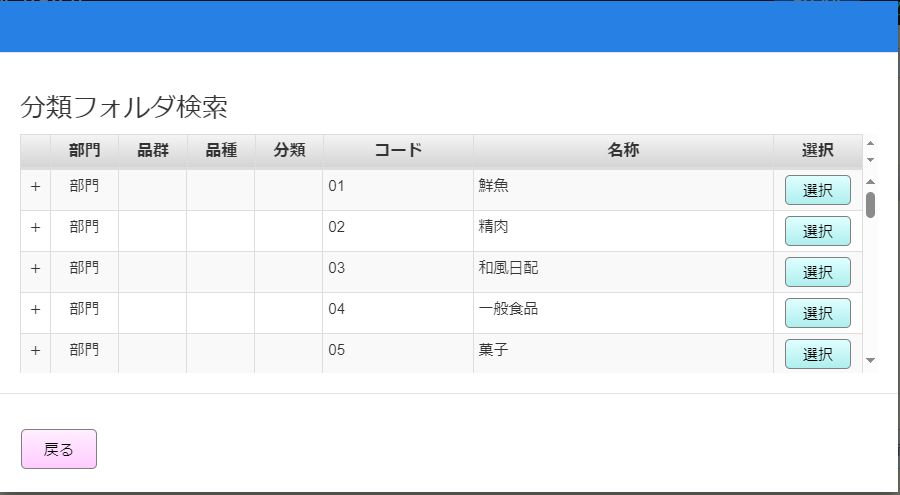 分類フォルダ検索
部門 品群 品種 分類 コード 名称 選択
+ 部門 01 鮮魚 選択
+ 部門 02 精肉 選択
+ 部門 03 和風日配 選択
+ 部門 04 一般食品 選択
+ 部門 05 菓子 選択
戻る